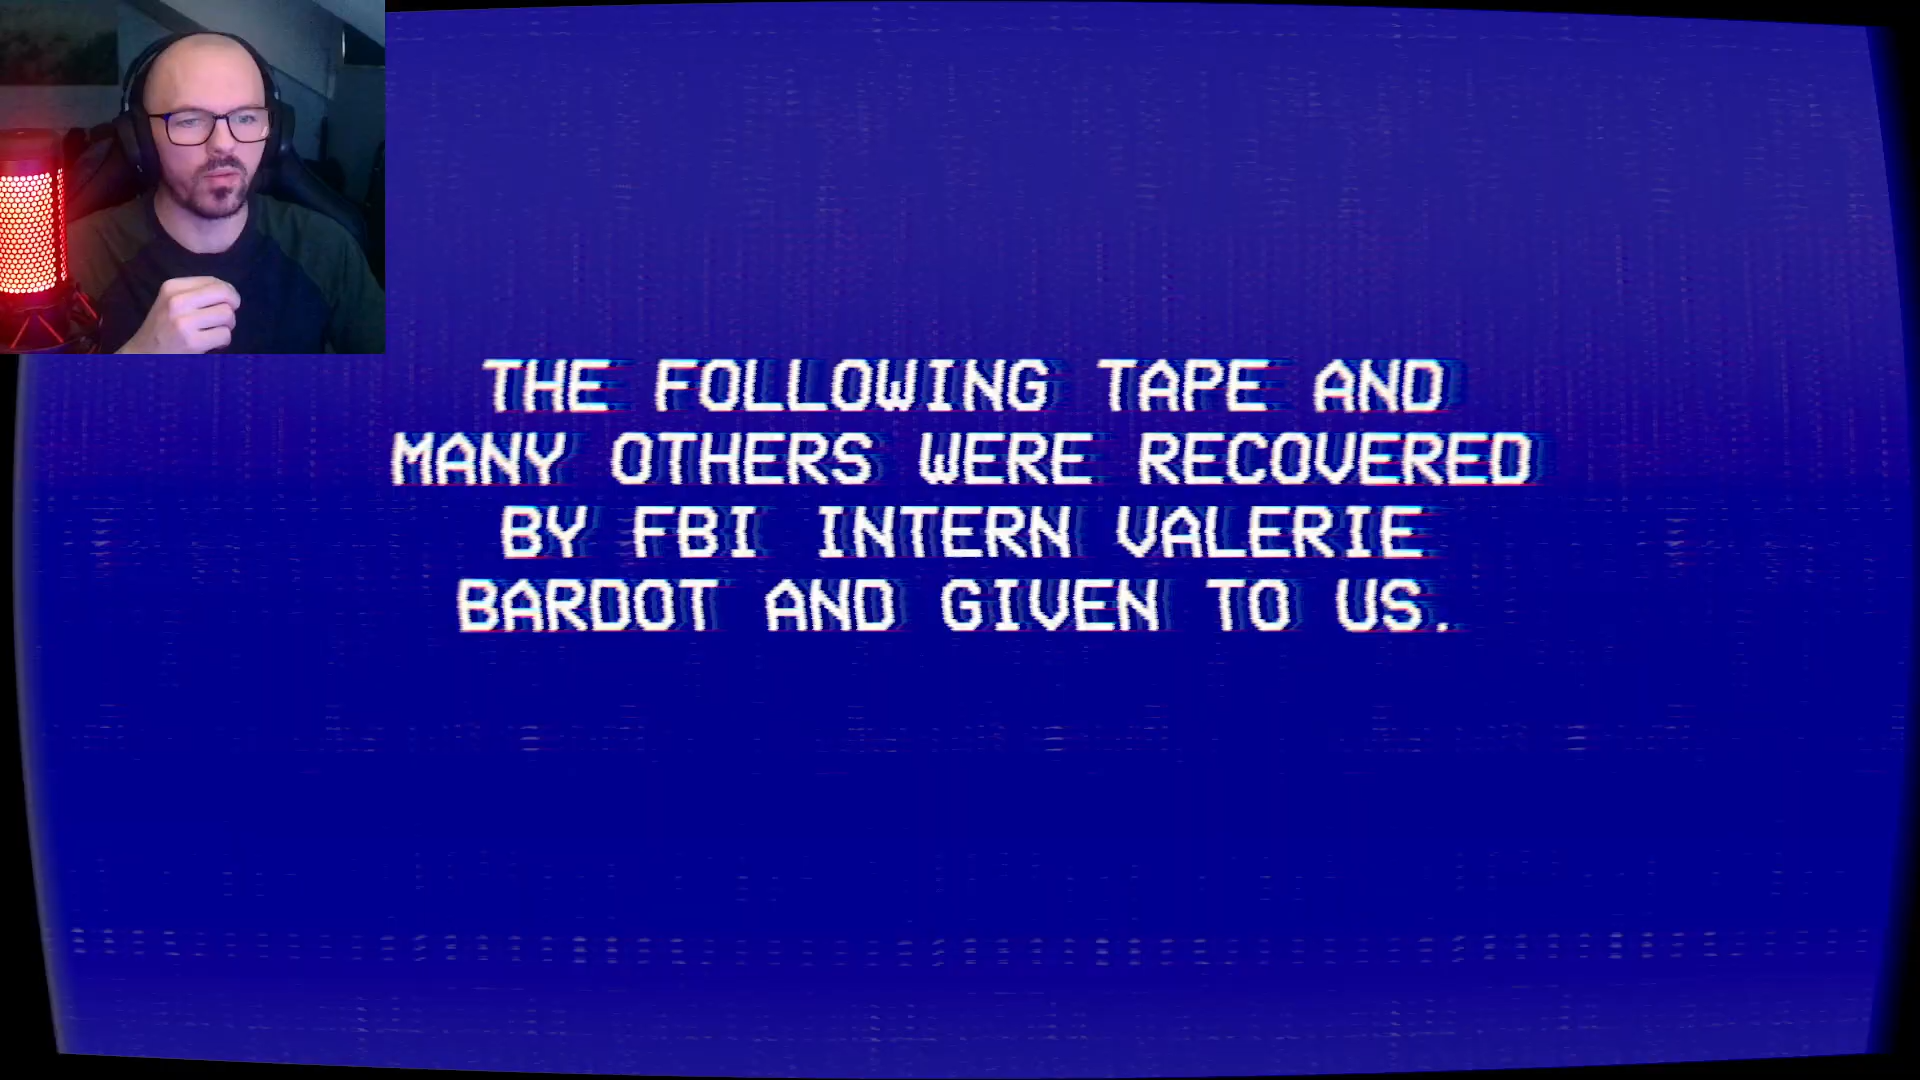 THE FOLLOWING TAPE AND
MANY OTHERS WERE RECOVERED
BY FBI INTERN VALERIE
BARDOT AND GIVEN TO US.